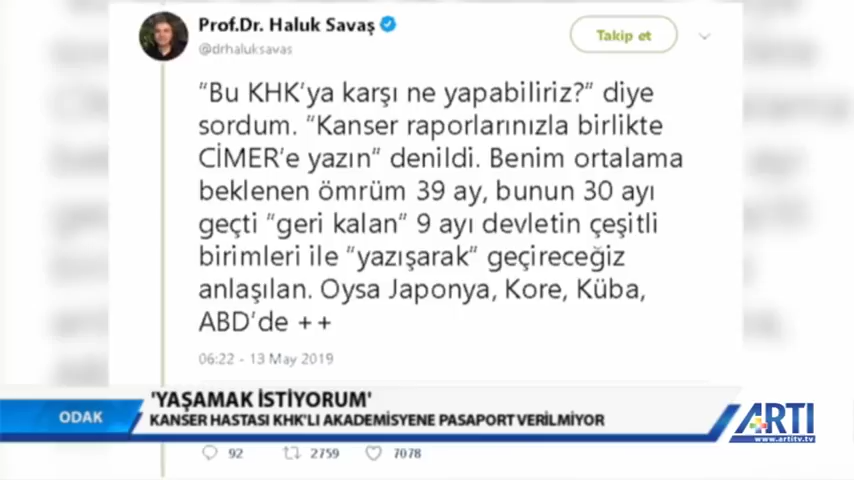 Prof.Dr. Haluk Savaş
@drhaluksavas
Takip et
"Bu KHK'ya karşı ne yapabiliriz?" diye
sordum. "Kanser raporlarınızla birlikte
CİMER'e yazın" denildi. Benim ortalama
beklenen ömrüm 39 ay, bunun 30 ayı
geçti "geri kalan" 9 ayı devletin çeşitli
birimleri ile "yazışarak" geçireceğiz
anlaşılan. Oysa Japonya, Kore, Küba,
ABD'de ++
06:22 - 13 May 2019
'YAŞAMAK İSTİYORUM'
ODAK
KANSER HASTASI KHK'LI AKADEMİSYENE PASAPORT VERİLMİYOR
ARTI
www.artitv.tv
92 2759 7078